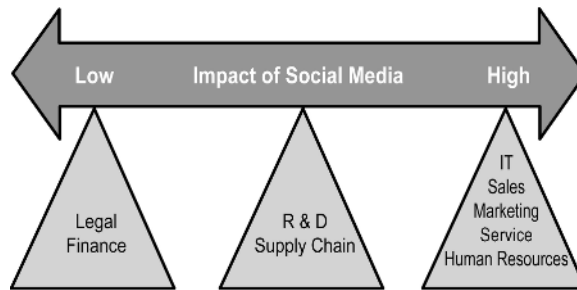 Low Impact of Social Media High
Legal
Finance
R & D
Supply Chain
IT
Sales
Marketing
Service
Human Resources